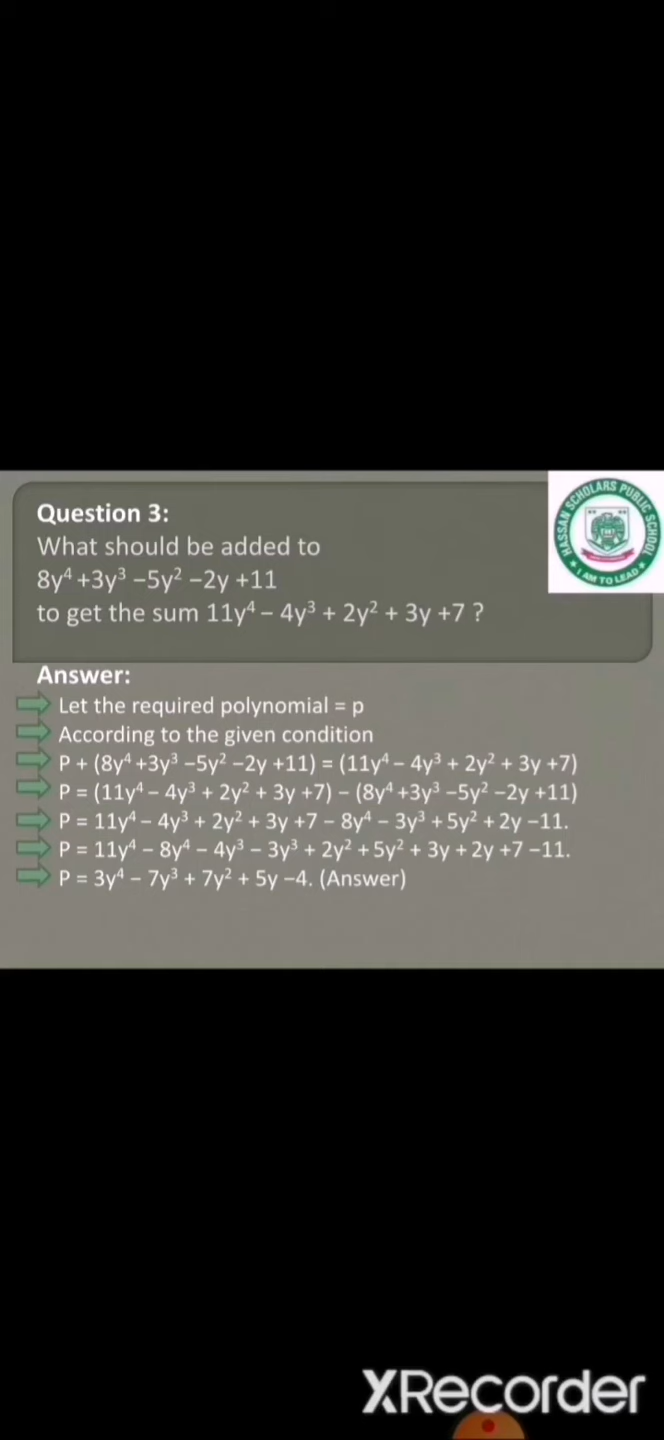 Question 3:
What should be added to
8y⁴ +3y³ –5y² –2y +11
to get the sum 11y⁴ – 4y³ + 2y² + 3y +7 ?
HASSAN SCHOLARS PUBLIC SCHOOL
I AM TO LEAD
Answer:
Let the required polynomial = p
According to the given condition
P + (8y⁴ +3y³ –5y² –2y +11) = (11y⁴ – 4y³ + 2y² + 3y +7)
P = (11y⁴ – 4y³ + 2y² + 3y +7) – (8y⁴ +3y³ –5y² –2y +11)
P = 11y⁴ – 4y³ + 2y² + 3y +7 – 8y⁴ – 3y³ +5y² + 2y –11.
P = 11y⁴ – 8y⁴ – 4y³ – 3y³ + 2y² +5y² + 3y + 2y +7 –11.
P = 3y⁴ – 7y³ + 7y² + 5y –4. (Answer)
XRecorder